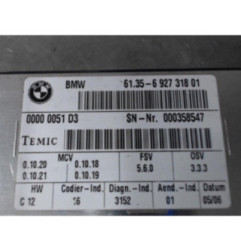 BMW 61.35-6 927 318 01
0000 0051 D3 SN-Nr. 000358547
TEMIC
MCV FSV OSV
0.10.20 0.10.18 5.6.0 3.3.3
0.10.21 0.10.19
HW Codier-Ind. Diagn.-Ind. Aend.-Ind. Datum
C 12 16 3152 01 05/06